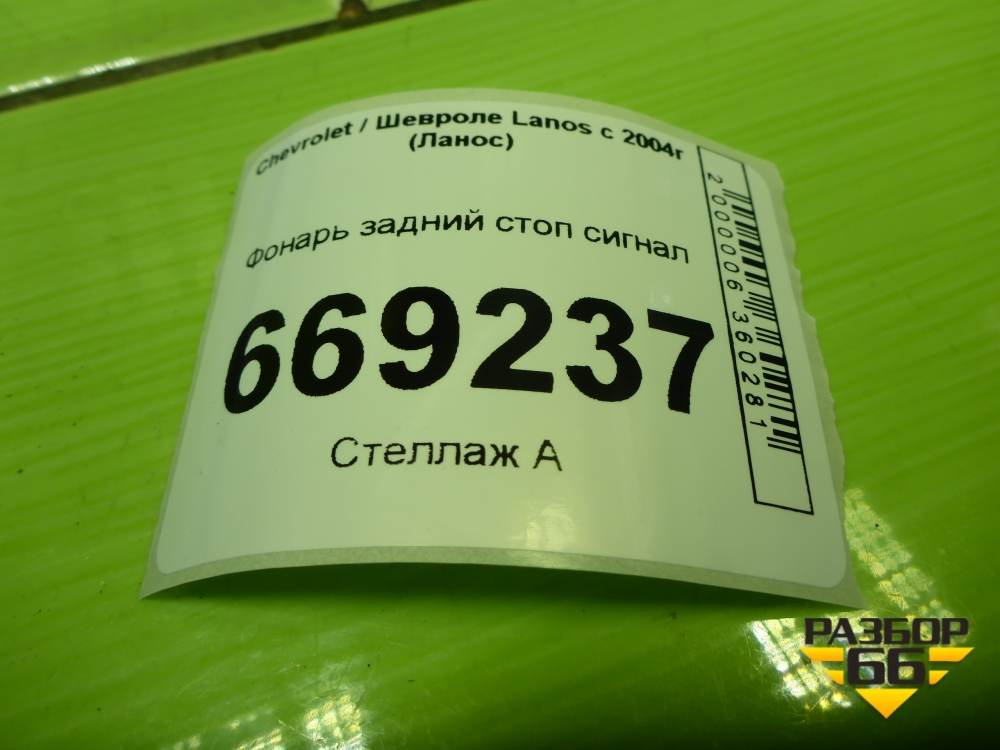 Chevrolet / Шевроле Lanos с 2004г
(Ланос)
Фонарь задний стоп сигнал
669237
Стеллаж А
2000006360281
РАЗБОР
66